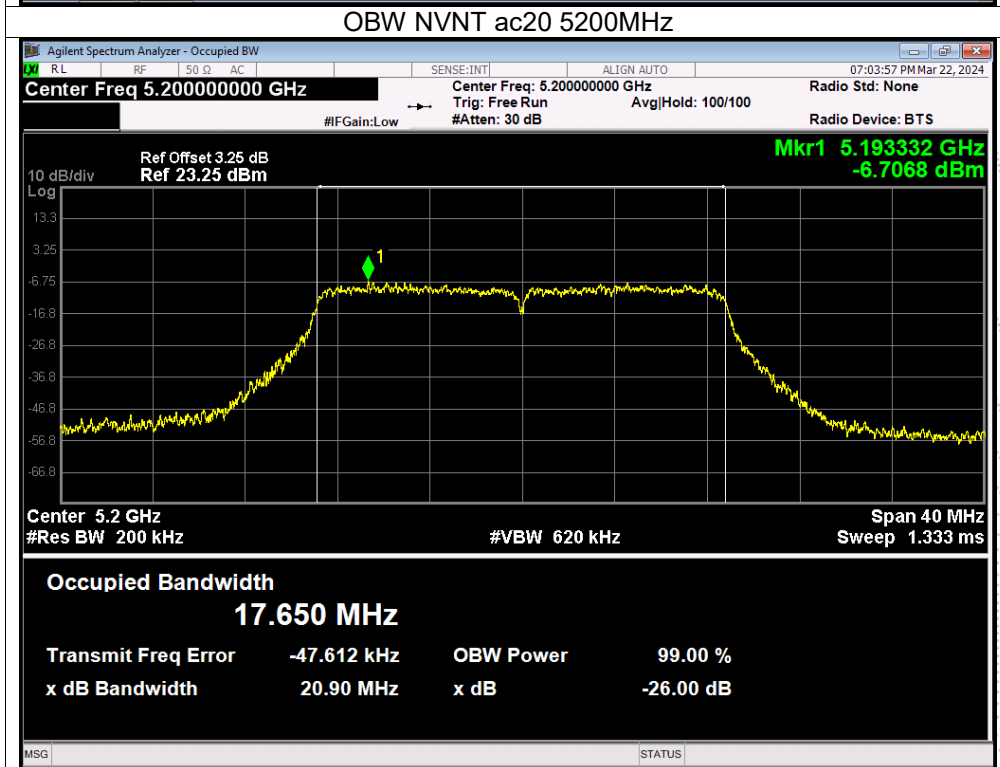 OBW NVNT ac20 5200MHz
Agilent Spectrum Analyzer - Occupied BW
LXI RL RF 50 Ω AC SENSE:INT ALIGN AUTO 07:03:57 PM Mar 22, 2024
Center Freq 5.200000000 GHz Center Freq: 5.200000000 GHz Radio Std: None
Trig: Free Run Avg|Hold: 100/100
#IFGain:Low #Atten: 30 dB Radio Device: BTS
Mkr1 5.193332 GHz
-6.7068 dBm
Ref Offset 3.25 dB
10 dB/div Ref 23.25 dBm
Log
13.3
3.25
1
-6.75
-16.8
-26.8
-36.8
-46.8
-56.8
-66.8
Center 5.2 GHz Span 40 MHz
#Res BW 200 kHz #VBW 620 kHz Sweep 1.333 ms
Occupied Bandwidth
17.650 MHz
Transmit Freq Error -47.612 kHz OBW Power 99.00 %
x dB Bandwidth 20.90 MHz x dB -26.00 dB
MSG STATUS